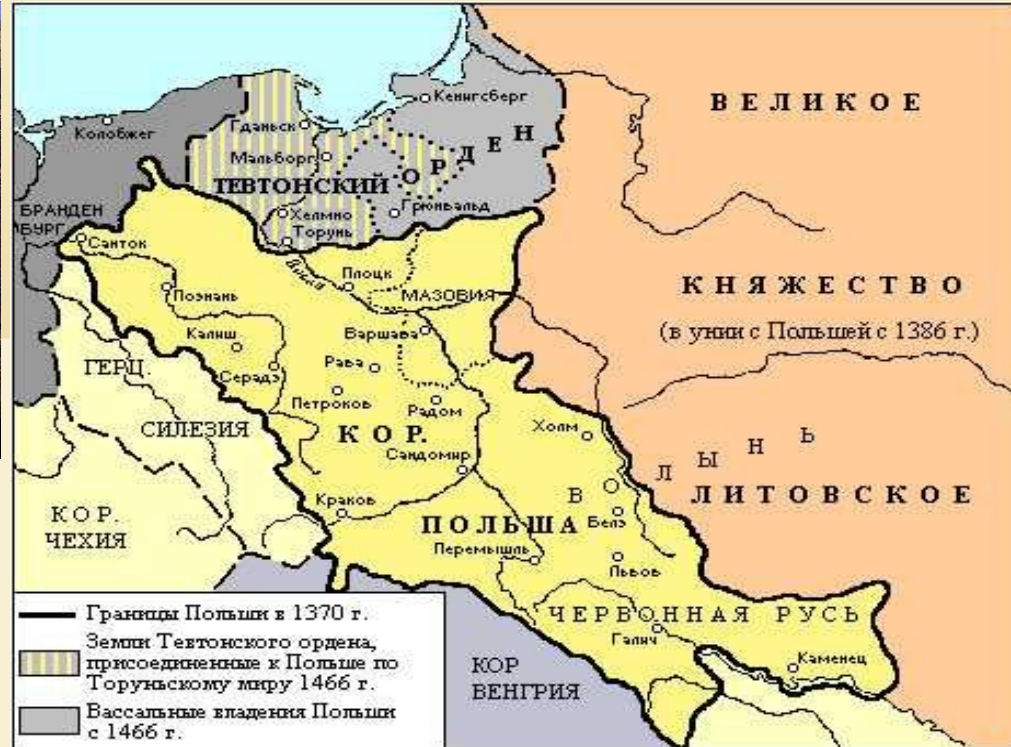 ВЕЛИКОЕ
КНЯЖЕСТВО
(в унии с Польшей с 1386 г.)
ЛИТОВСКОЕ
Колобжег
Кенигсберг
Гданьск
Мальборг
ТЕВТОНСКИЙ ОРДЕН
Грюнвальд
Хелмно
Торунь
БРАНДЕН
БУРГ
Санток
Висла
Плоцк
Познань
МАЗОВИЯ
Варшава
Калиш
Рава
ГЕРЦ.
Серадз
Петроков
Радом
СИЛЕЗИЯ
КОР.
Холм
Сандомир
ВОЛЫНЬ
Краков
ПОЛЬША
Белз
КОР.
ЧЕХИЯ
Перемышль
Львов
ЧЕРВОННАЯ РУСЬ
Галич
Каменец
КОР
ВЕНГРИЯ
Границы Польши в 1370 г.
Земли Тевтонского ордена,
присоединенные к Польше по
Торуньскому миру 1466 г.
Вассальные владения Польши
с 1466 г.